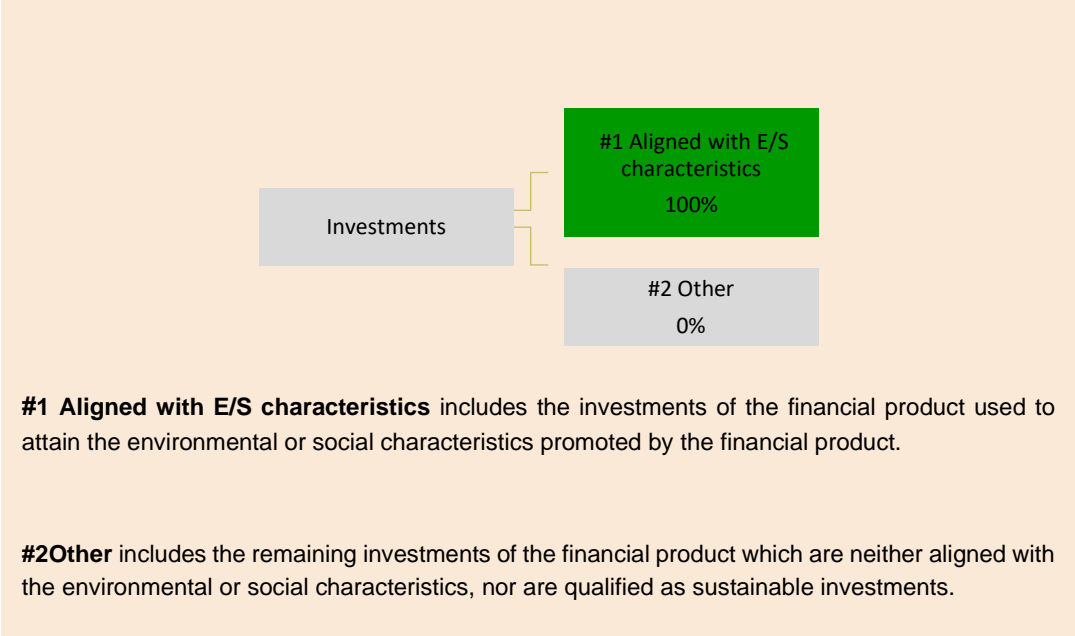 #1 Aligned with E/S
characteristics
100%
Investments
#2 Other
0%
#1 Aligned with E/S characteristics includes the investments of the financial product used to
attain the environmental or social characteristics promoted by the financial product.
#2Other includes the remaining investments of the financial product which are neither aligned with
the environmental or social characteristics, nor are qualified as sustainable investments.